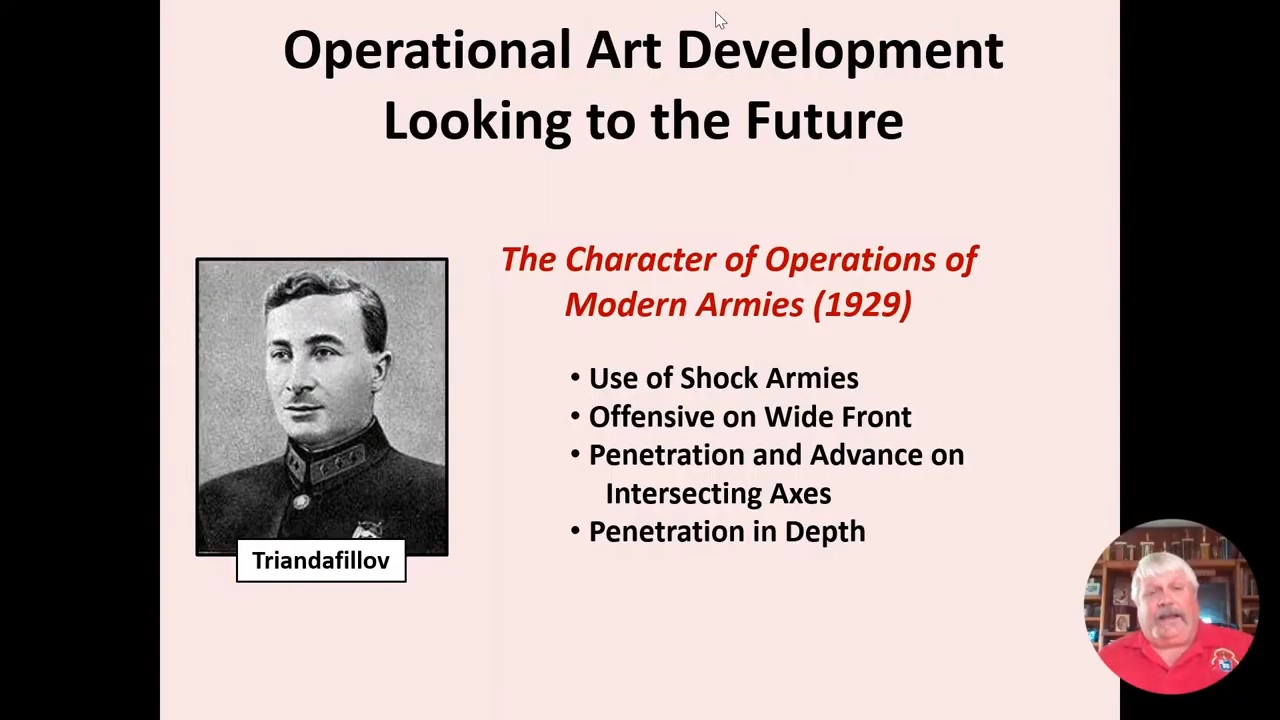 Operational Art Development
Looking to the Future
The Character of Operations of
Modern Armies (1929)
• Use of Shock Armies
• Offensive on Wide Front
• Penetration and Advance on
Intersecting Axes
• Penetration in Depth
Triandafillov